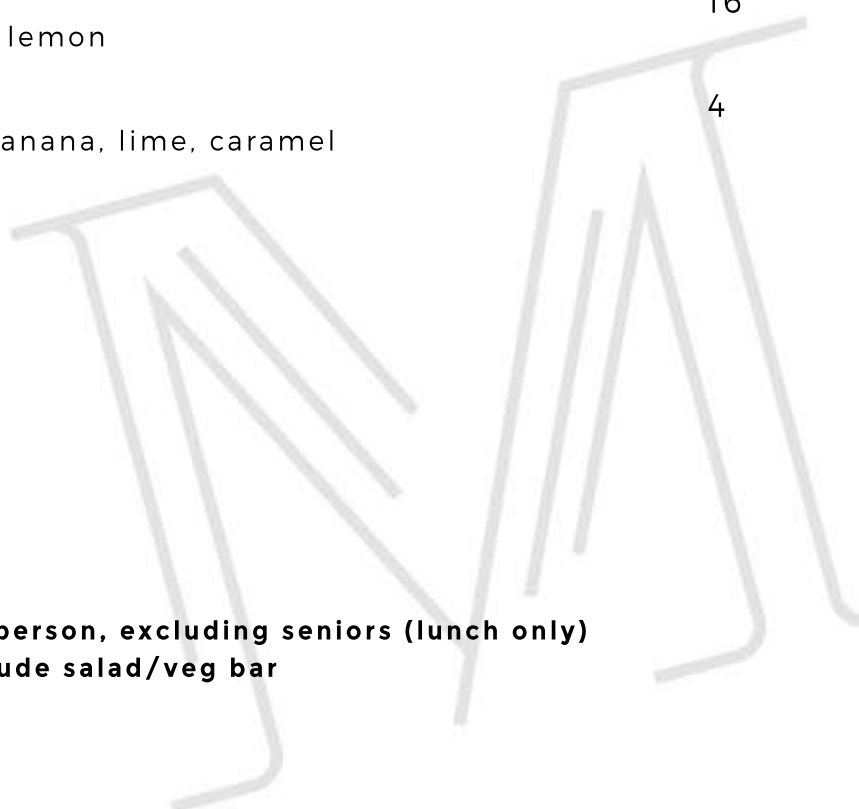 16
lemon
4
anana, lime, caramel
person, excluding seniors (lunch only)
ude salad/veg bar